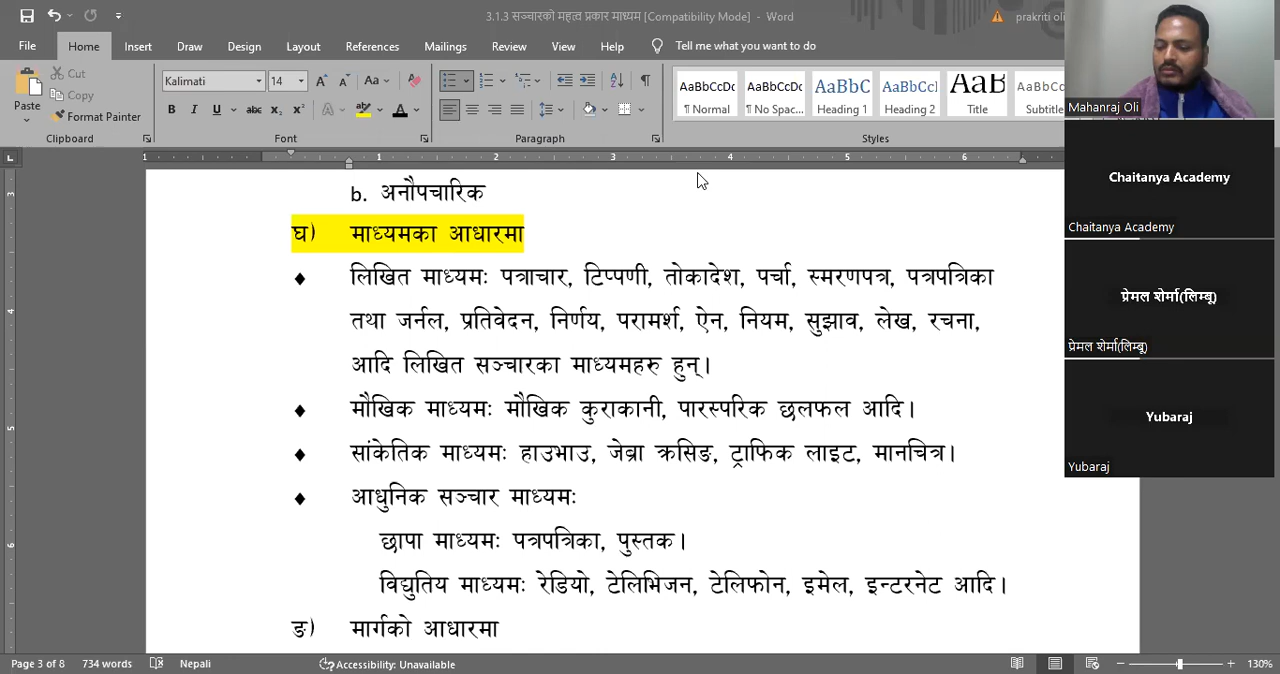 3.1.3 सञ्चारको महत्व प्रकार माध्यम [Compatibility Mode] - Word
prakriti oli
File Home Insert Draw Design Layout References Mailings Review View Help Tell me what you want to do
Paste
Cut
Copy
Format Painter
Clipboard
Kalimati 14
Font
Paragraph
AaBbCcDc AaBbCcDc AaBbC AaBbCcI AaB AaBbCcD
¶ Normal ¶ No Spac... Heading 1 Heading 2 Title Subtitle
Styles
b. अनौपचारिक
घ) माध्यमका आधारमा
♦ लिखित माध्यमः पत्राचार, टिप्पणी, तोकादेश, पर्चा, स्मरणपत्र, पत्रपत्रिका
तथा जर्नल, प्रतिवेदन, निर्णय, परामर्श, ऐन, नियम, सुझाव, लेख, रचना,
आदि लिखित सञ्चारका माध्यमहरु हुन्।
♦ मौखिक माध्यमः मौखिक कुराकानी, पारस्परिक छलफल आदि।
♦ सांकेतिक माध्यमः हाउभाउ, जेब्रा क्रसिङ, ट्राफिक लाइट, मानचित्र।
♦ आधुनिक सञ्चार माध्यमः
छापा माध्यमः पत्रपत्रिका, पुस्तक।
विद्युतिय माध्यमः रेडियो, टेलिभिजन, टेलिफोन, इमेल, इन्टरनेट आदि।
ङ) मार्गको आधारमा
Mahanraj Oli
Chaitanya Academy
Chaitanya Academy
प्रेमल शेर्मा(लिम्बू)
प्रेमल शेर्मा(लिम्बू)
Yubaraj
Yubaraj
Page 3 of 8 734 words Nepali Accessibility: Unavailable 130%